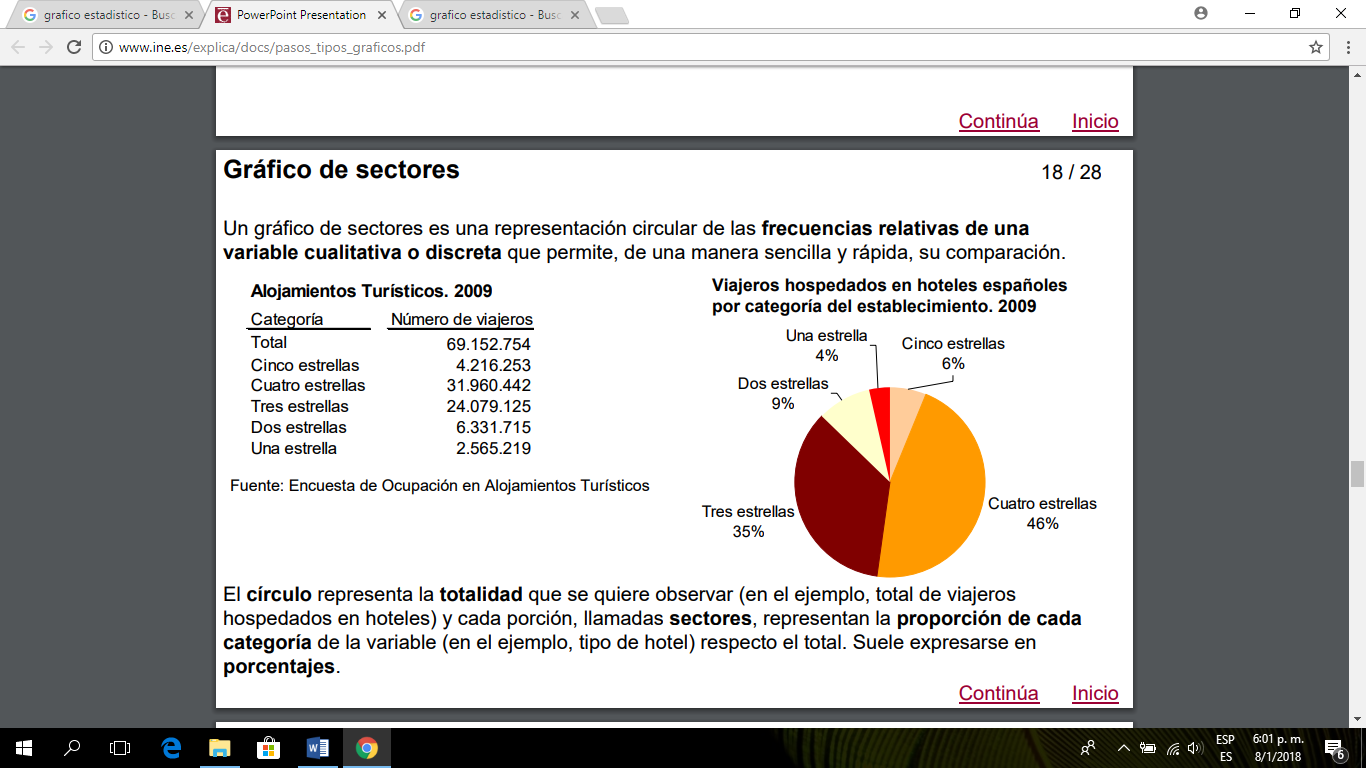 grafico estadistico - Busc
PowerPoint Presentation
grafico estadistico - Busc
www.ine.es/explica/docs/pasos_tipos_graficos.pdf
Continúa Inicio
Gráfico de sectores
18 / 28
Un gráfico de sectores es una representación circular de las frecuencias relativas de una
variable cualitativa o discreta que permite, de una manera sencilla y rápida, su comparación.
Alojamientos Turísticos. 2009
Categoría Número de viajeros
Total 69.152.754
Cinco estrellas 4.216.253
Cuatro estrellas 31.960.442
Tres estrellas 24.079.125
Dos estrellas 6.331.715
Una estrella 2.565.219
Fuente: Encuesta de Ocupación en Alojamientos Turísticos
Viajeros hospedados en hoteles españoles
por categoría del establecimiento. 2009
Una estrella
4%
Cinco estrellas
6%
Dos estrellas
9%
Tres estrellas
35%
Cuatro estrellas
46%
El círculo representa la totalidad que se quiere observar (en el ejemplo, total de viajeros
hospedados en hoteles) y cada porción, llamadas sectores, representan la proporción de cada
categoría de la variable (en el ejemplo, tipo de hotel) respecto el total. Suele expresarse en
porcentajes.
Continúa Inicio
ESP
ES
6:01 p. m.
8/1/2018
6